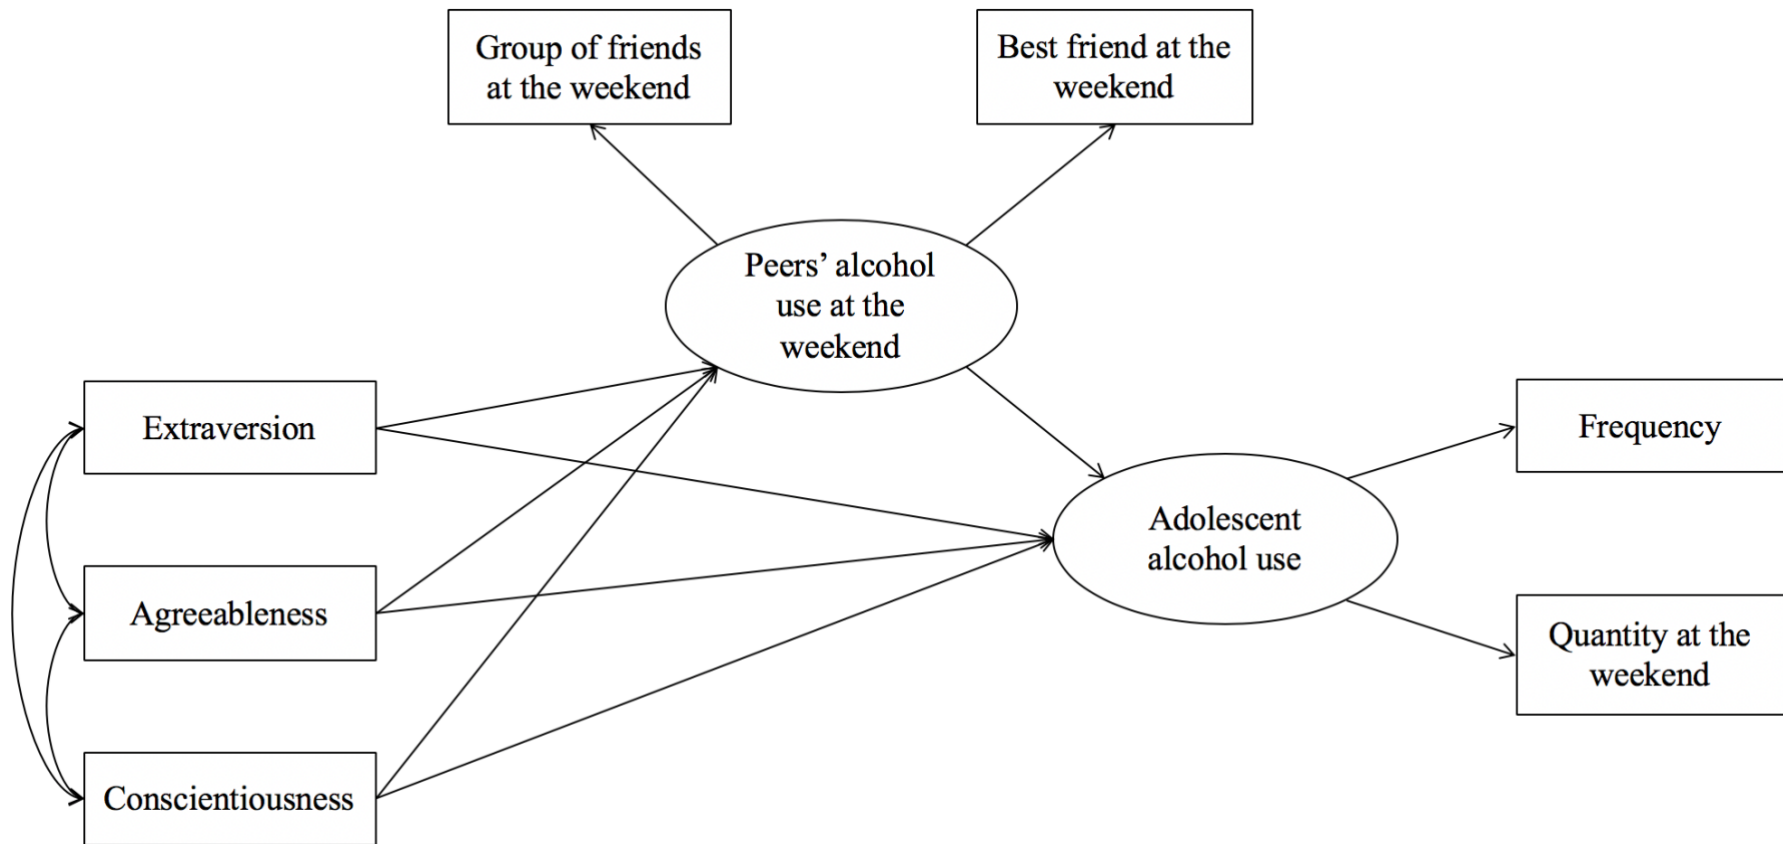 Group of friends
at the weekend
Best friend at the
weekend
Peers’ alcohol
use at the
weekend
Extraversion
Frequency
Adolescent
alcohol use
Agreeableness
Quantity at the
weekend
Conscientiousness